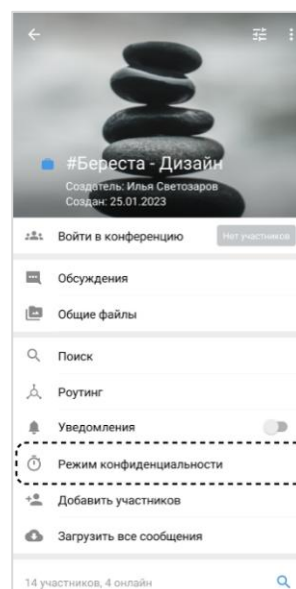 #Береста - Дизайн
Создатель: Илья Светозаров
Создан: 25.01.2023
Войти в конференцию Нет участников
Обсуждения
Общие файлы
Поиск
Роутинг
Уведомления
Режим конфиденциальности
Добавить участников
Загрузить все сообщения
14 участников, 4 онлайн